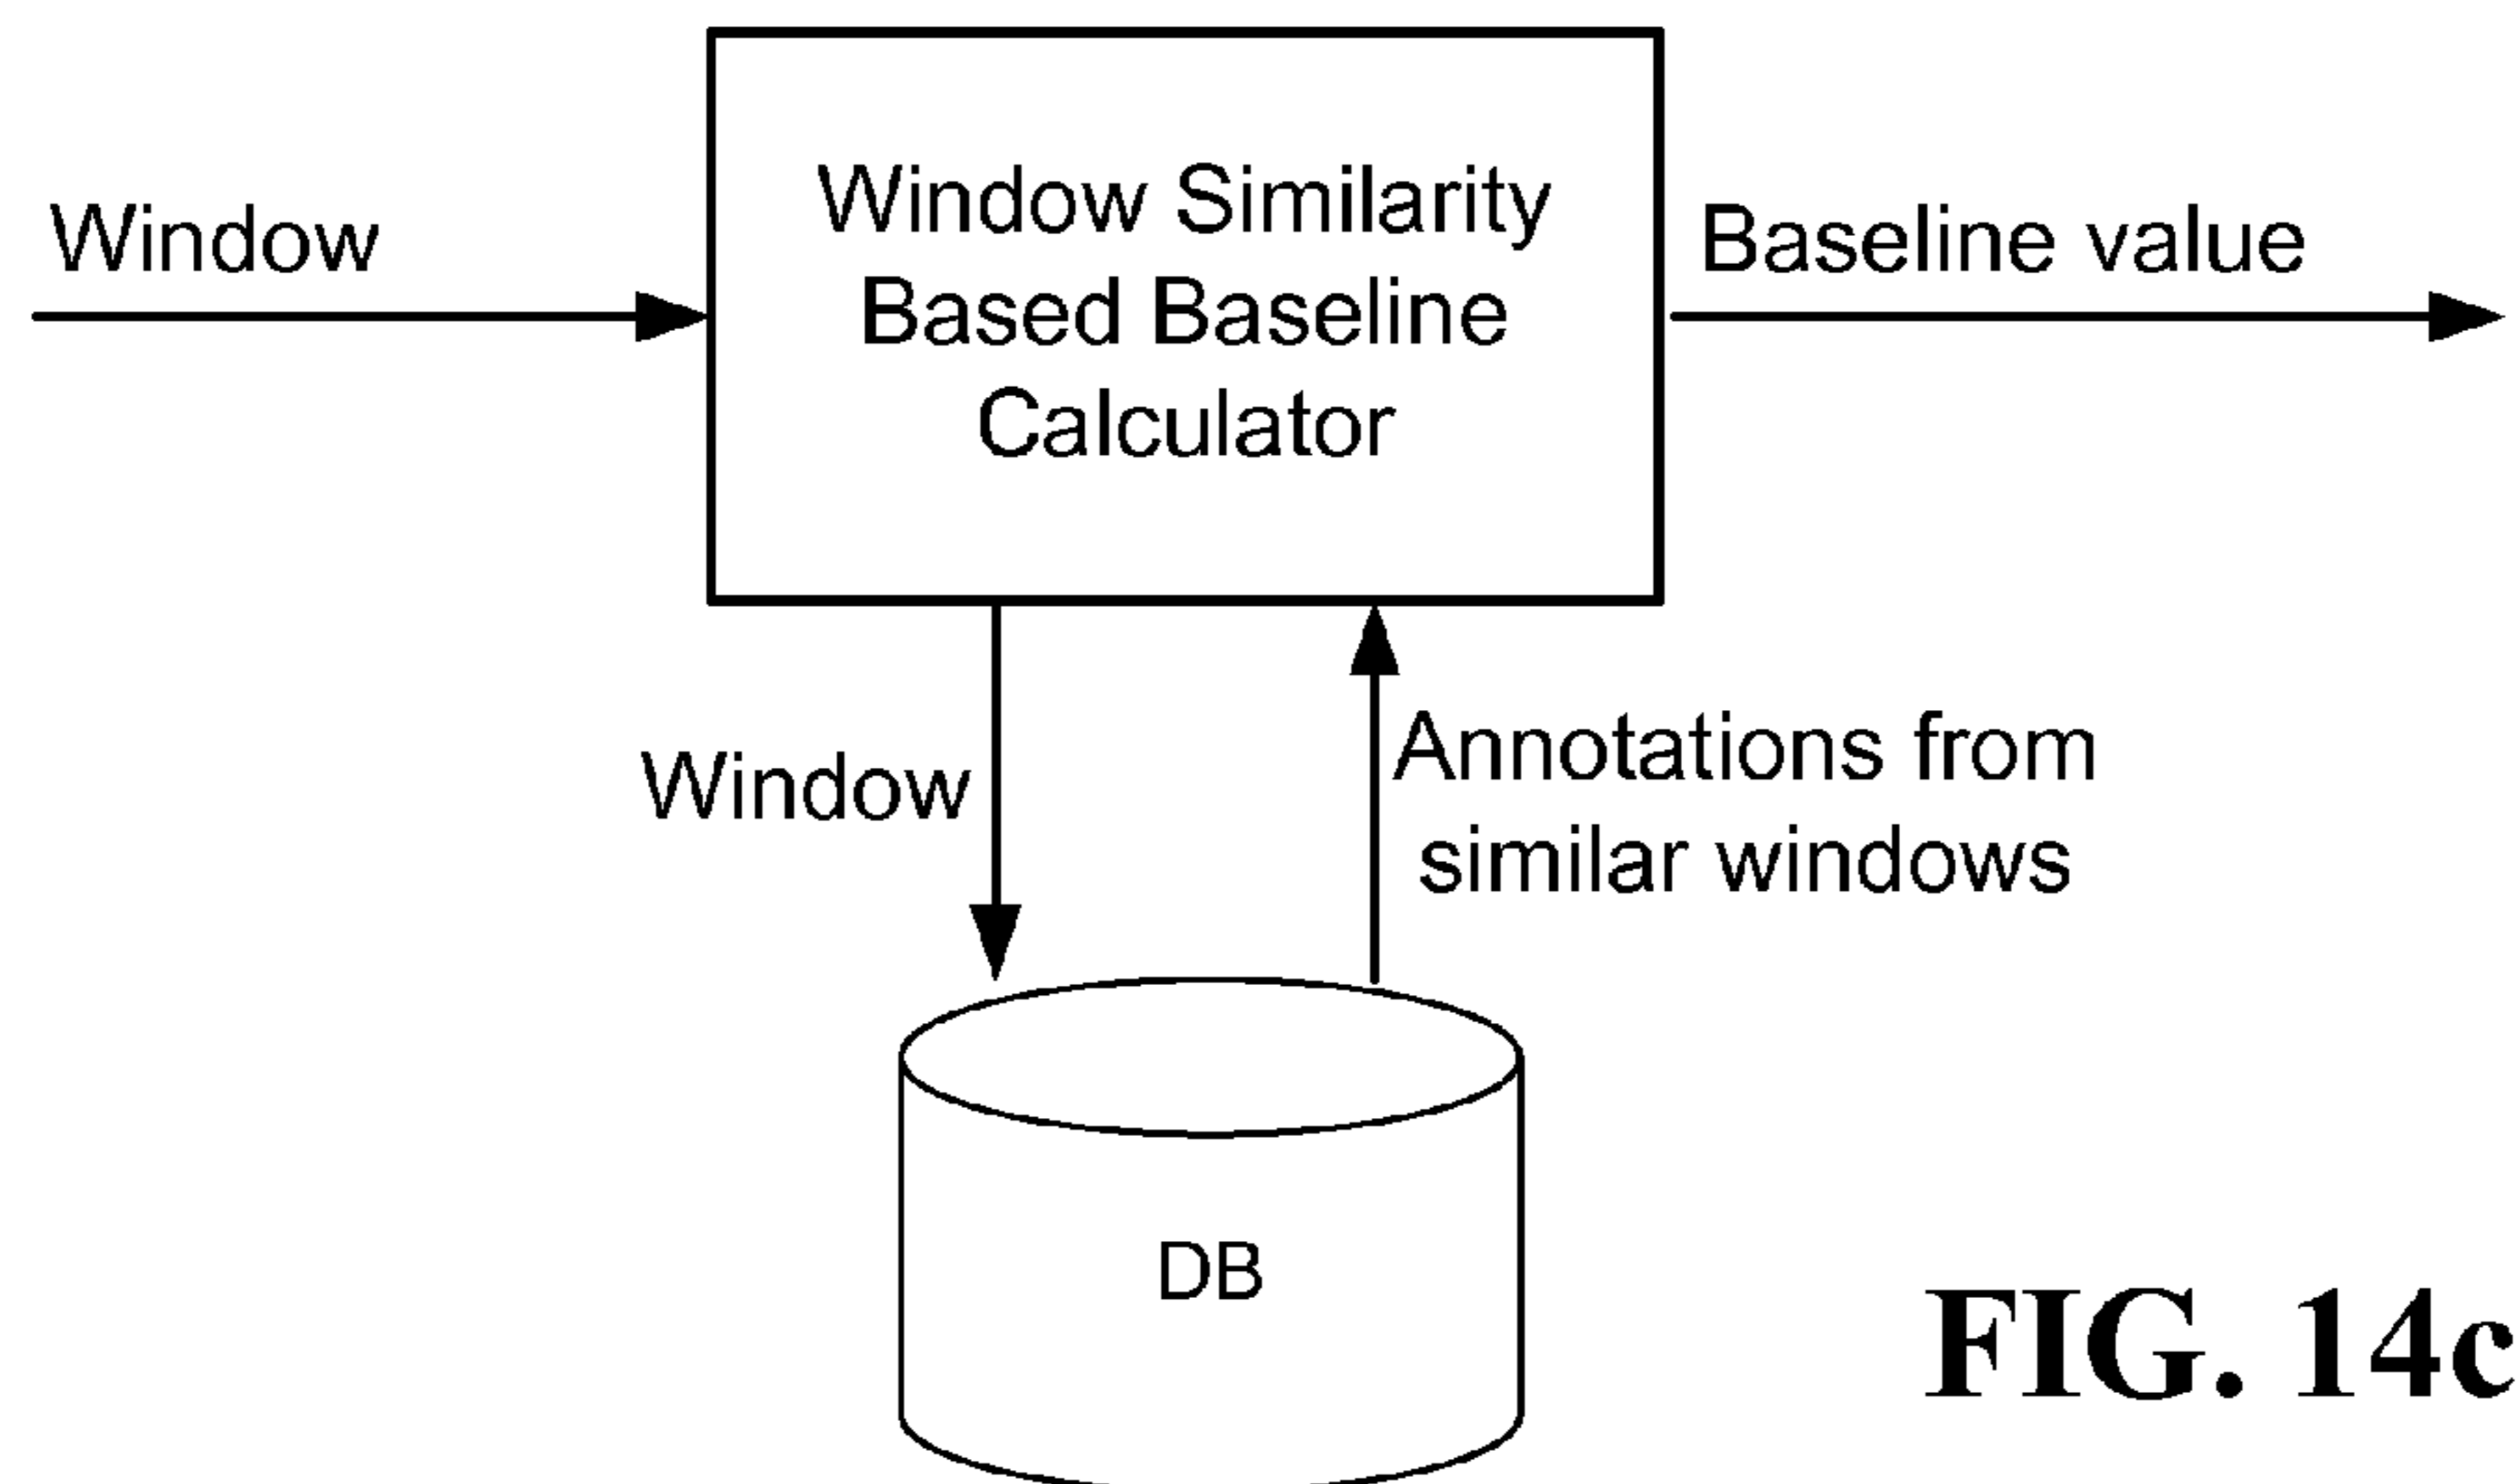 Window
Window Similarity
Based Baseline
Calculator
Baseline value
Window
Annotations from
similar windows
DB
FIG. 14c